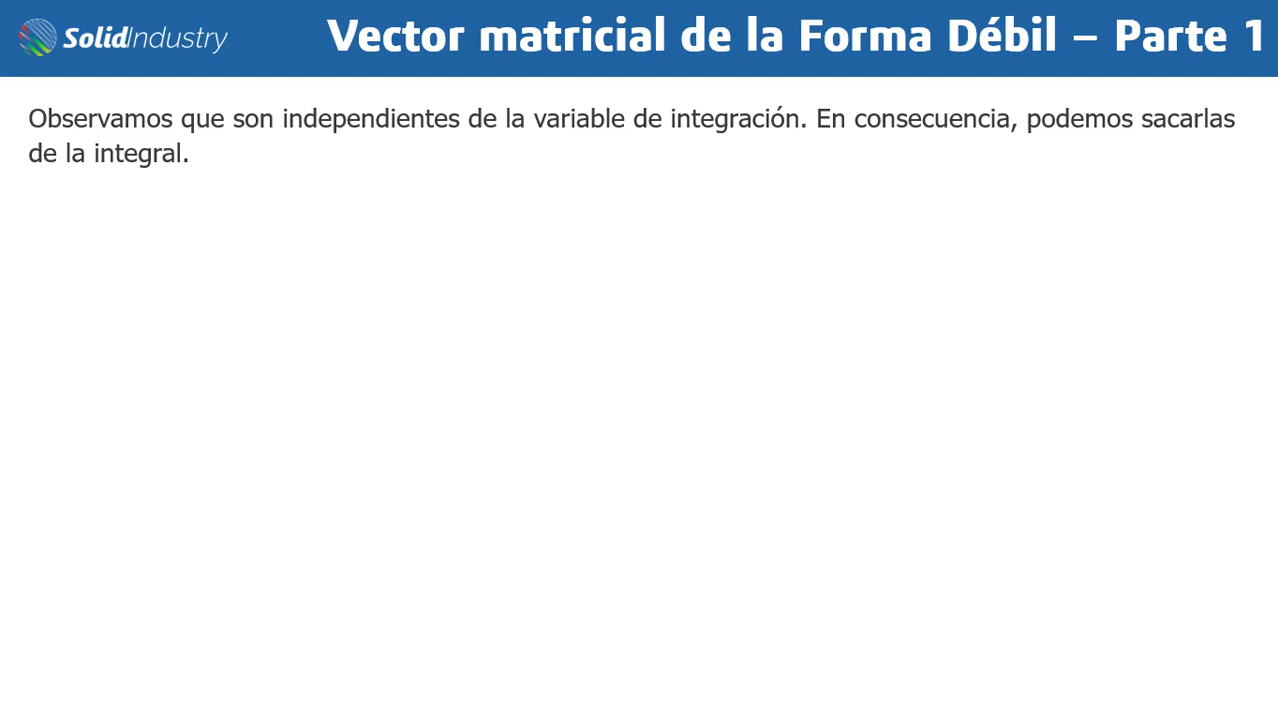 SolidIndustry
Vector matricial de la Forma Débil – Parte 1
Observamos que son independientes de la variable de integración. En consecuencia, podemos sacarlas
de la integral.